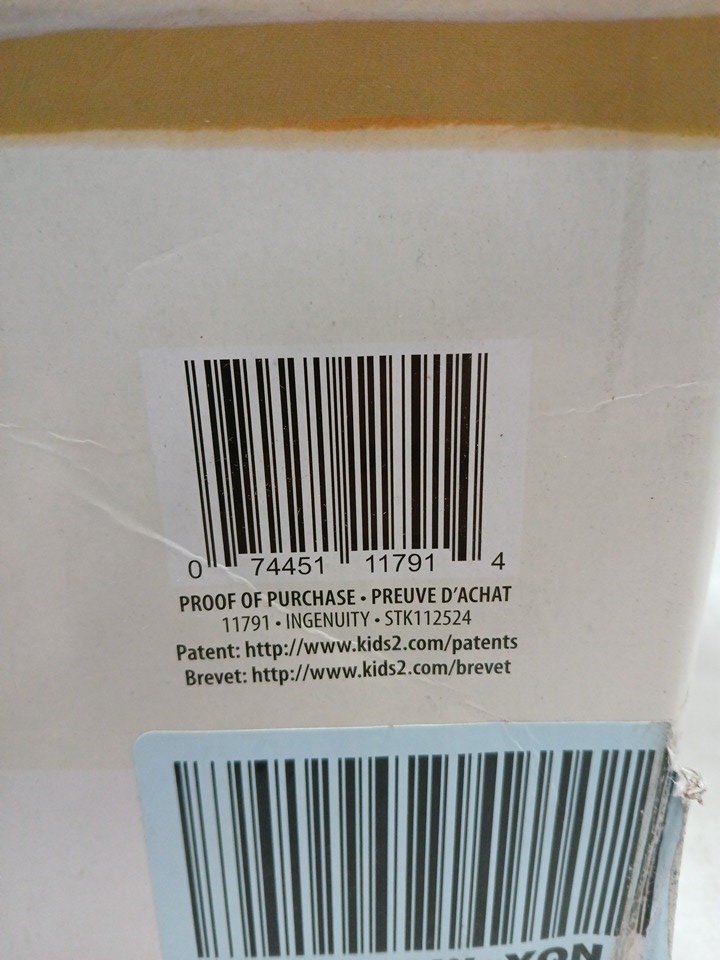 0 74451 11791 4
PROOF OF PURCHASE • PREUVE D'ACHAT
11791 • INGENUITY • STK112524
Patent: http://www.kids2.com/patents
Brevet: http://www.kids2.com/brevet